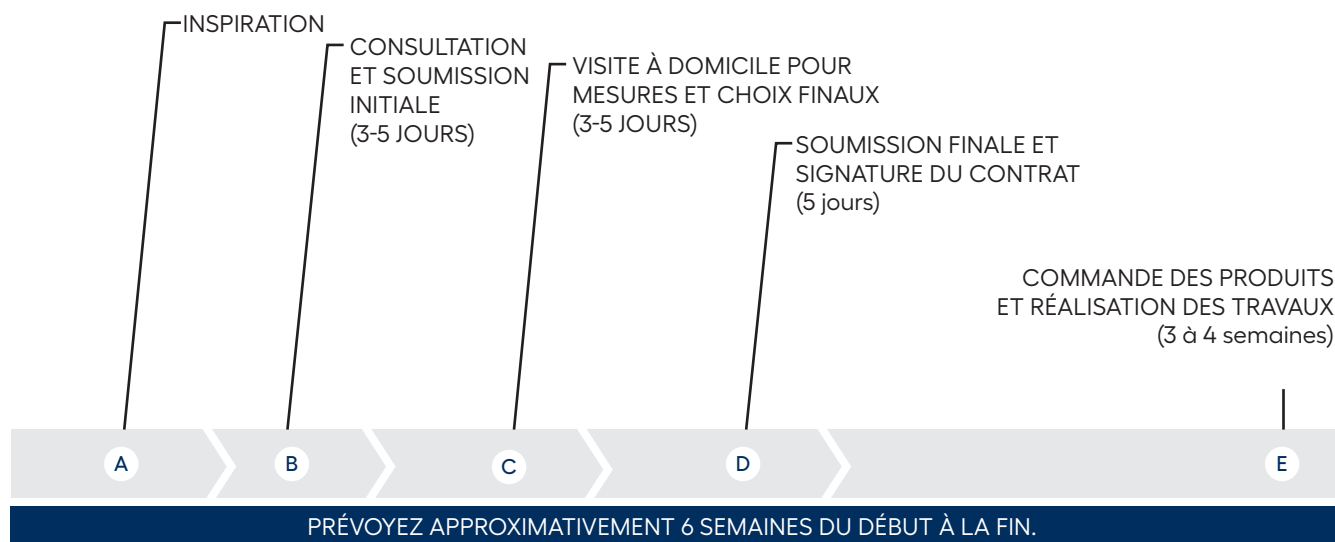 INSPIRATION
CONSULTATION
ET SOUMISSION
INITIALE
(3-5 JOURS)
VISITE À DOMICILE POUR
MESURES ET CHOIX FINAUX
(3-5 JOURS)
SOUMISSION FINALE ET
SIGNATURE DU CONTRAT
(5 jours)
COMMANDE DES PRODUITS
ET RÉALISATION DES TRAVAUX
(3 à 4 semaines)
A
B
C
D
E
PRÉVOYEZ APPROXIMATIVEMENT 6 SEMAINES DU DÉBUT À LA FIN.